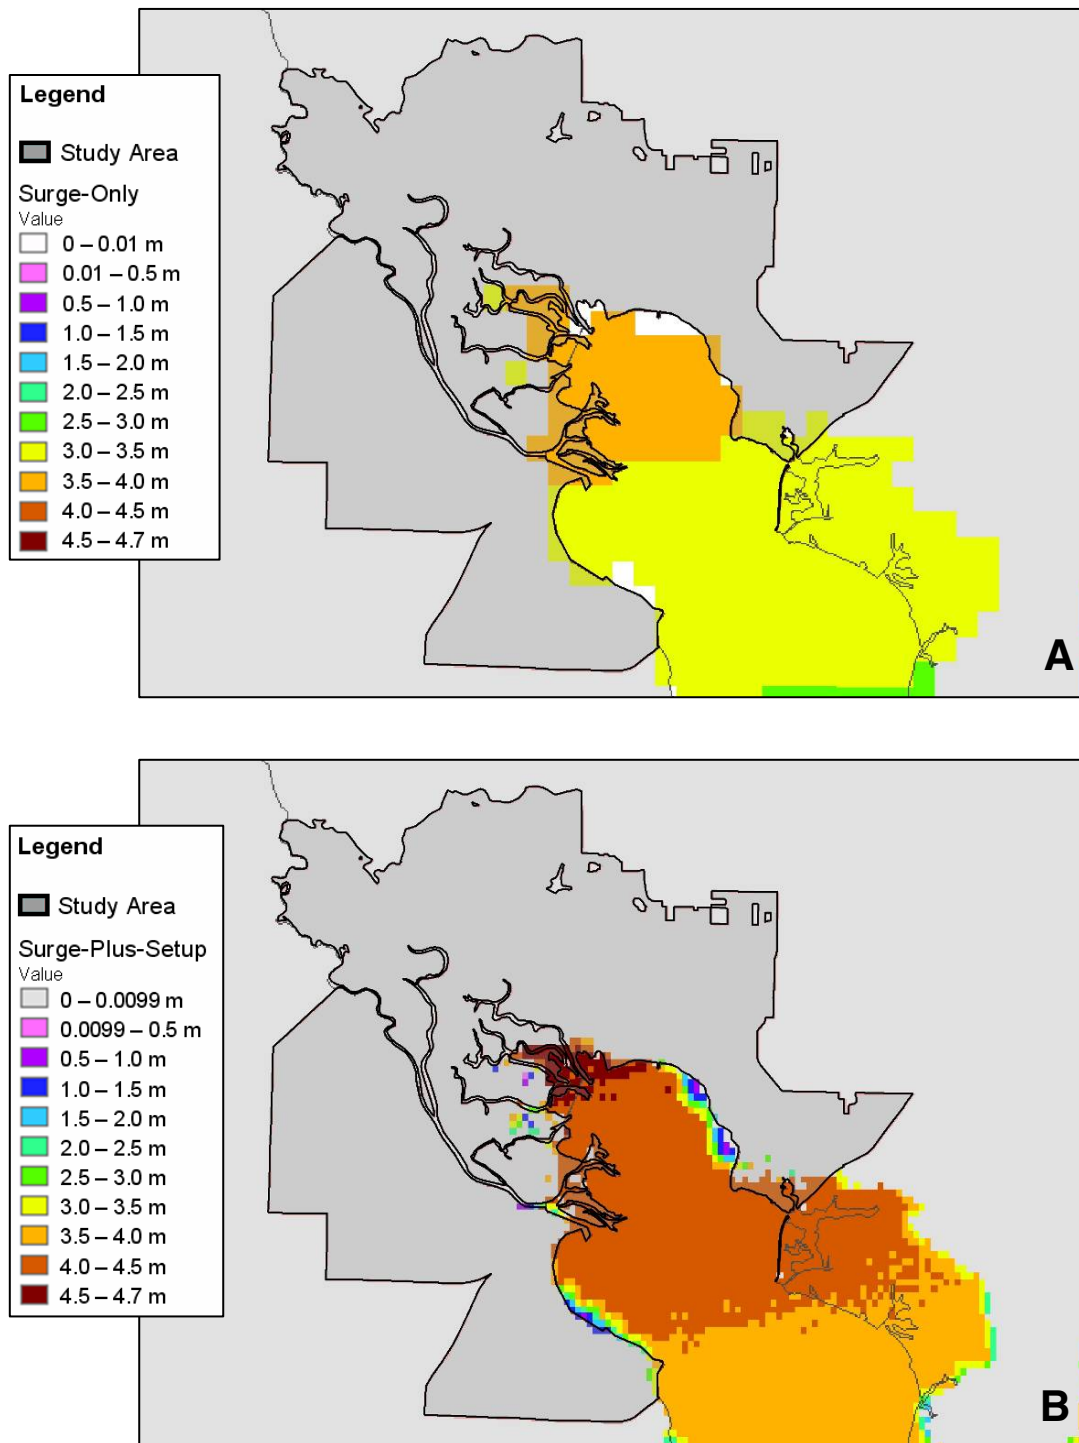 Legend
Study Area
Surge-Only
Value
0 – 0.01 m
0.01 – 0.5 m
0.5 – 1.0 m
1.0 – 1.5 m
1.5 – 2.0 m
2.0 – 2.5 m
2.5 – 3.0 m
3.0 – 3.5 m
3.5 – 4.0 m
4.0 – 4.5 m
4.5 – 4.7 m
A
Legend
Study Area
Surge-Plus-Setup
Value
0 – 0.0099 m
0.0099 – 0.5 m
0.5 – 1.0 m
1.0 – 1.5 m
1.5 – 2.0 m
2.0 – 2.5 m
2.5 – 3.0 m
3.0 – 3.5 m
3.5 – 4.0 m
4.0 – 4.5 m
4.5 – 4.7 m
B